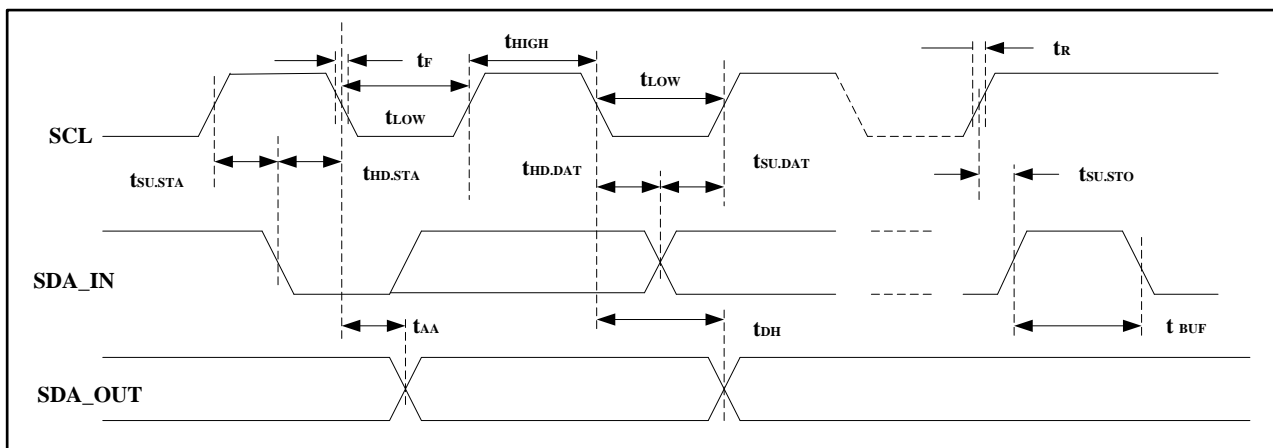 tHIGH
tF
tR
tLOW
tLOW
SCL
tSU.STA
tHD.STA
tHD.DAT
tSU.DAT
tSU.STO
SDA_IN
tAA
tDH
t BUF
SDA_OUT